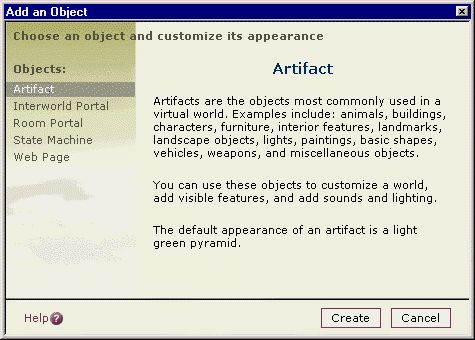 Add an Object
Choose an object and customize its appearance
Objects:
Artifact
Interworld Portal
Room Portal
State Machine
Web Page
Artifact
Artifacts are the objects most commonly used in a
virtual world. Examples include: animals, buildings,
characters, furniture, interior features, landmarks,
landscape objects, lights, paintings, basic shapes,
vehicles, weapons, and miscellaneous objects.
You can use these objects to customize a world,
add visible features, and add sounds and lighting.
The default appearance of an artifact is a light
green pyramid.
Help ?
Create
Cancel